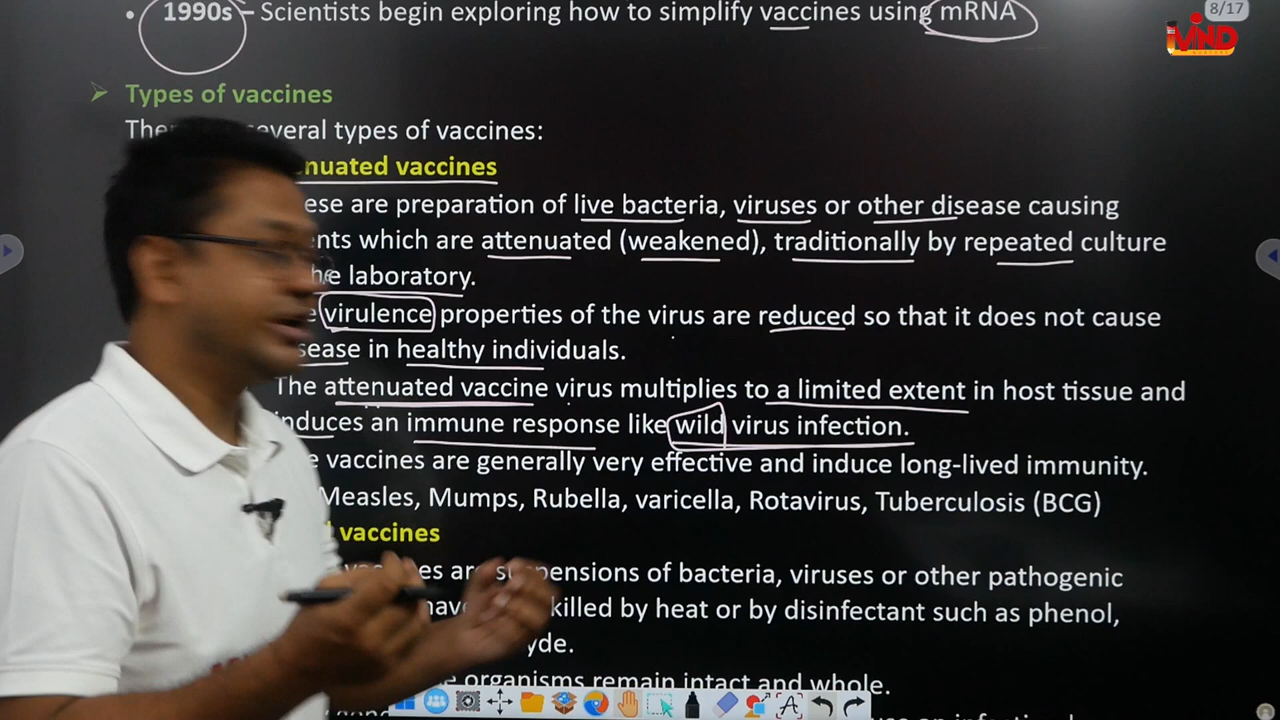 8/17
• 1990s – Scientists begin exploring how to simplify vaccines using mRNA
MIND
➤ Types of vaccines
several types of vaccines:
nuated vaccines
ese are preparation of live bacteria, viruses or other disease causing
nts which are attenuated (weakened), traditionally by repeated culture
he laboratory.
e virulence properties of the virus are reduced so that it does not cause
sease in healthy individuals.
The attenuated vaccine virus multiplies to a limited extent in host tissue and
induces an immune response like wild virus infection.
e vaccines are generally very effective and induce long-lived immunity.
Measles, Mumps, Rubella, varicella, Rotavirus, Tuberculosis (BCG)
vaccines
es are suspensions of bacteria, viruses or other pathogenic
have killed by heat or by disinfectant such as phenol,
yde.
organisms remain intact and whole.